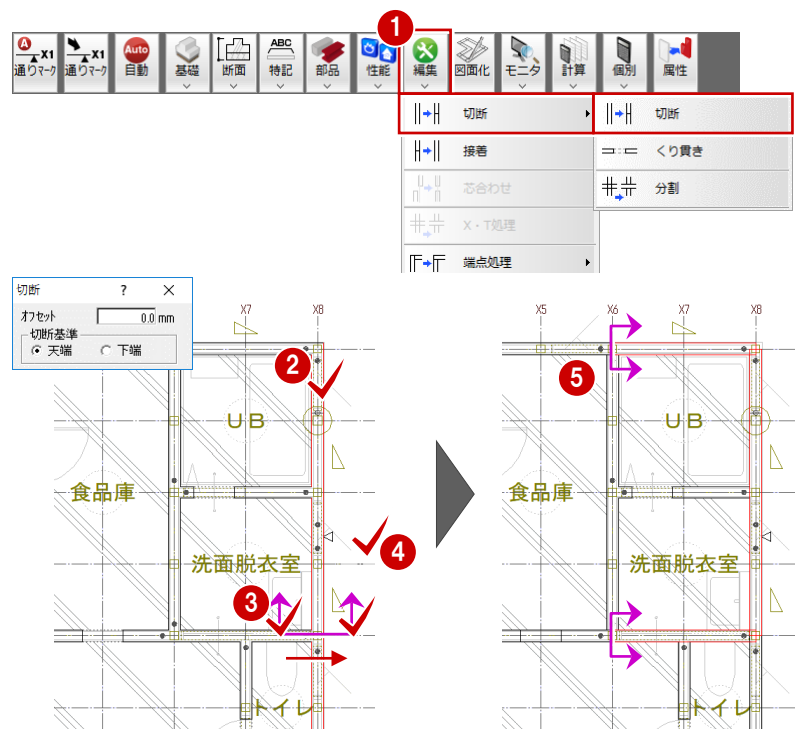 1
A X1 X1 Auto ABC
通りマーク 通りマーク 自動 基礎 断面 特記 部品 性能 編集 図面化 モニタ 計算 個別 属性
切断 切断
接着 くり貫き
芯合わせ 分割
X・T処理
端点処理
切断 ? ×
オフセット 0.0 mm
切断基準
天端 下端
X7 X8
2
UB
食品庫
4
洗面脱衣室
3
トイレ
X5 X6 X7 X8
5
UB
食品庫
洗面脱衣室
トイレ